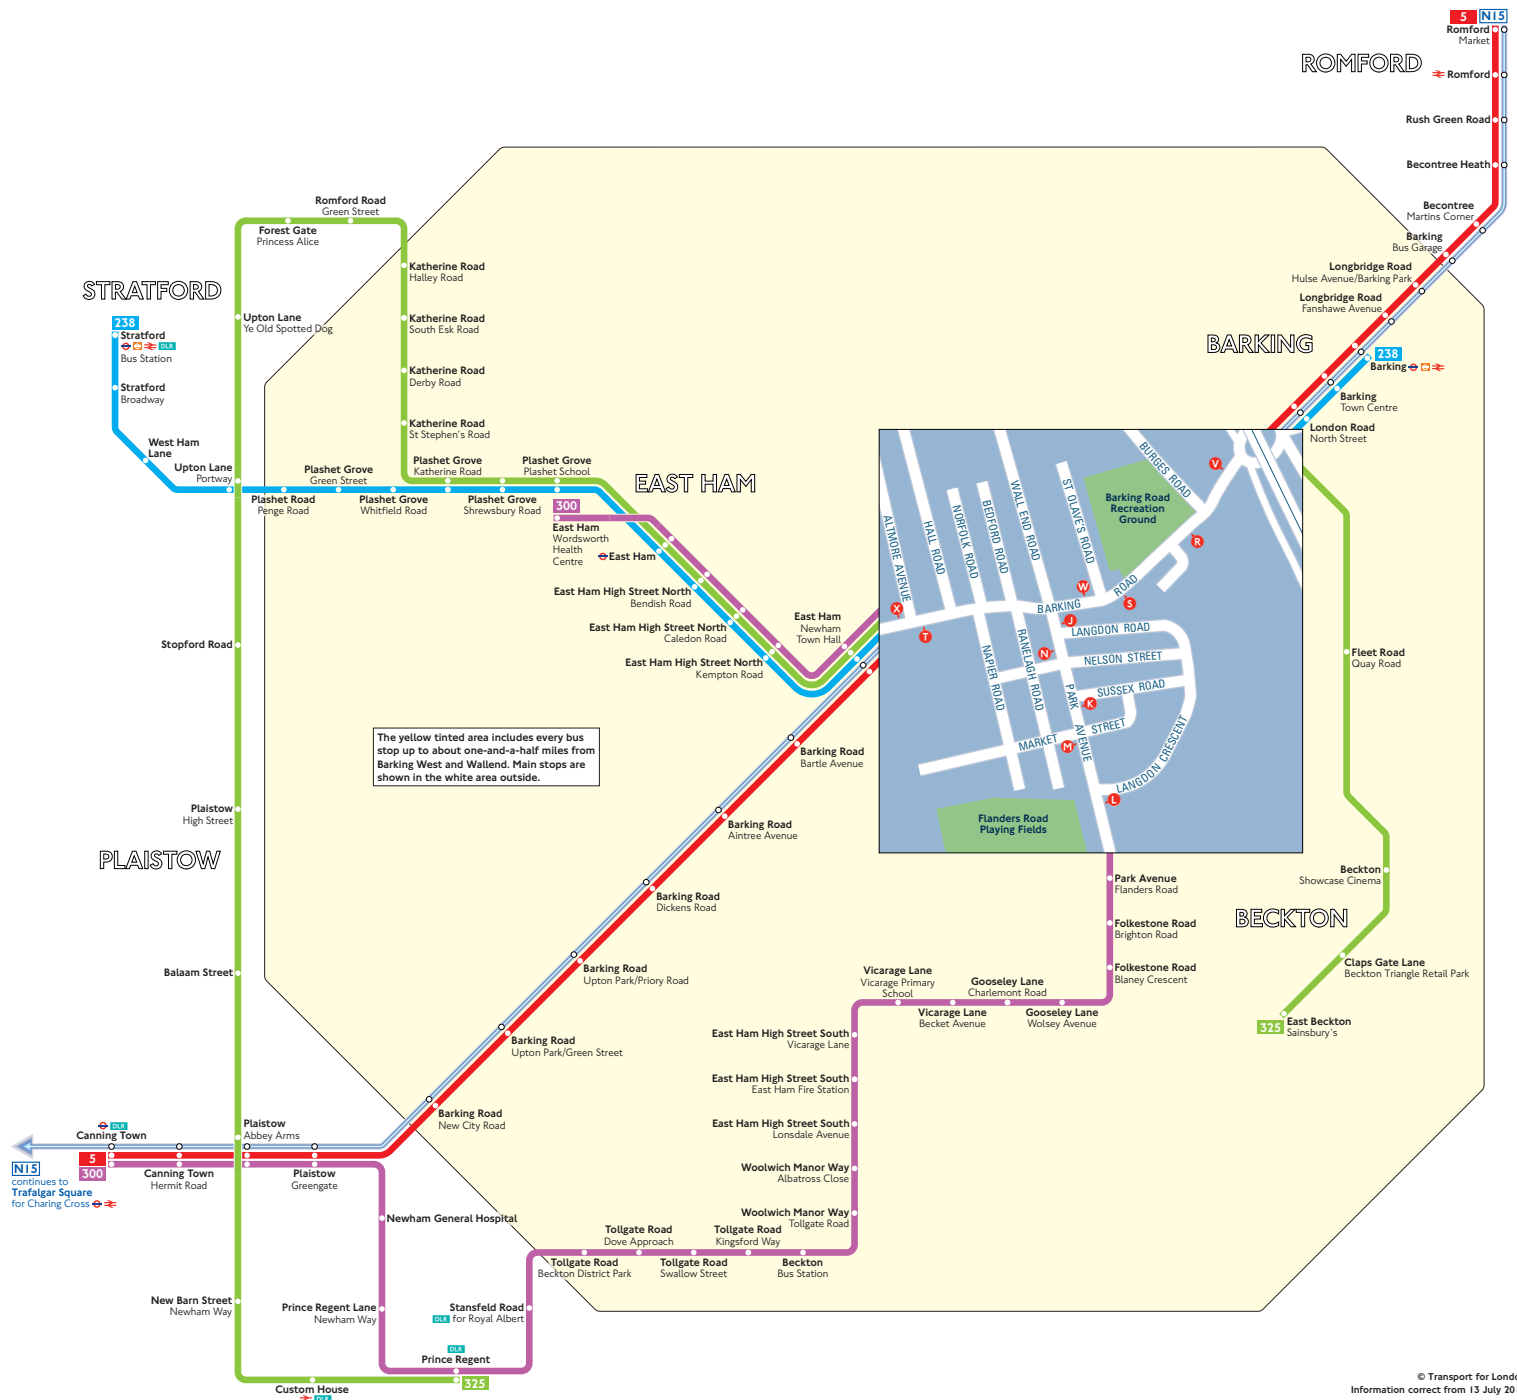 5 N15
Romford
Market
ROMFORD
Romford
Rush Green Road
Becontree Heath
Becontree
Martins Corner
Barking
Bus Garage
Longbridge Road
Hulse Avenue/Barking Park
Longbridge Road
Fanshawe Avenue
BARKING
238
Barking
Barking
Town Centre
London Road
North Street
Romford Road
Green Street
Forest Gate
Princess Alice
Katherine Road
Halley Road
STRATFORD
238
Stratford
DLR
Bus Station
Stratford
Broadway
Upton Lane
Ye Old Spotted Dog
Katherine Road
South Esk Road
Katherine Road
Derby Road
Katherine Road
St Stephen's Road
West Ham
Lane
Upton Lane
Portway
Plashet Grove
Green Street
Plashet Grove
Katherine Road
Plashet Grove
Plashet School
Plashet Road
Penge Road
Plashet Grove
Whitfield Road
Plashet Grove
Shrewsbury Road
EAST HAM
300
East Ham
Wordsworth
Health
Centre
East Ham
East Ham High Street North
Bendish Road
East Ham High Street North
Caledon Road
East Ham High Street North
Kempton Road
East Ham
Newham
Town Hall
BURGES ROAD
V
Barking Road
Recreation
Ground
ST OLAVE'S ROAD
WALL END ROAD
BEDFORD ROAD
NORFOLK ROAD
HALL ROAD
ALTMORE AVENUE
R
W
S
X
T
J
BARKING
ROAD
LANGDON ROAD
N
NELSON STREET
NAPIER ROAD
RANELAGH ROAD
PARK
AVENUE
SUSSEX ROAD
K
MARKET
STREET
M
LANGDON CRESCENT
L
Flanders Road
Playing Fields
The yellow tinted area includes every bus
stop up to about one-and-a-half miles from
Barking West and Wallend. Main stops are
shown in the white area outside.
Stopford Road
Plaistow
High Street
PLAISTOW
Balaam Street
Barking Road
Bartle Avenue
Barking Road
Aintree Avenue
Barking Road
Dickens Road
Barking Road
Upton Park/Priory Road
Barking Road
Upton Park/Green Street
Barking Road
New City Road
Fleet Road
Quay Road
Beckton
Showcase Cinema
BECKTON
Claps Gate Lane
Beckton Triangle Retail Park
325
East Beckton
Sainsbury's
Park Avenue
Flanders Road
Folkestone Road
Brighton Road
Folkestone Road
Blaney Crescent
Vicarage Lane
Vicarage Primary
School
Gooseley Lane
Charlemont Road
Vicarage Lane
Becket Avenue
Gooseley Lane
Wolsey Avenue
East Ham High Street South
Vicarage Lane
East Ham High Street South
East Ham Fire Station
East Ham High Street South
Lonsdale Avenue
Woolwich Manor Way
Albatross Close
Woolwich Manor Way
Tollgate Road
Tollgate Road
Dove Approach
Tollgate Road
Kingsford Way
Tollgate Road
Beckton District Park
Tollgate Road
Swallow Street
Beckton
Bus Station
Plaistow
Abbey Arms
DLR
Canning Town
5
300
Canning Town
Hermit Road
Plaistow
Greengate
N15
continues to
Trafalgar Square
for Charing Cross
Newham General Hospital
New Barn Street
Newham Way
Prince Regent Lane
Newham Way
Stansfeld Road
DLR for Royal Albert
DLR
Prince Regent
325
Custom House
DLR
© Transport for Londo
Information correct from 13 July 20